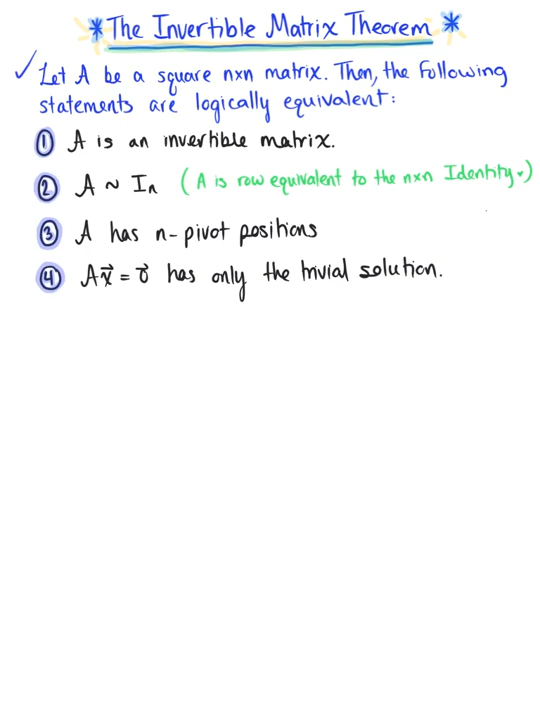 * The Invertible Matrix Theorem *
✓ Let A be a square nxn matrix. Then, the following
statements are logically equivalent:
① A is an invertible matrix.
② A ~ Iₙ (A is row equivalent to the nxn Identity.)
③ A has n-pivot positions
④ Ax⃗ = 0⃗ has only the trivial solution.